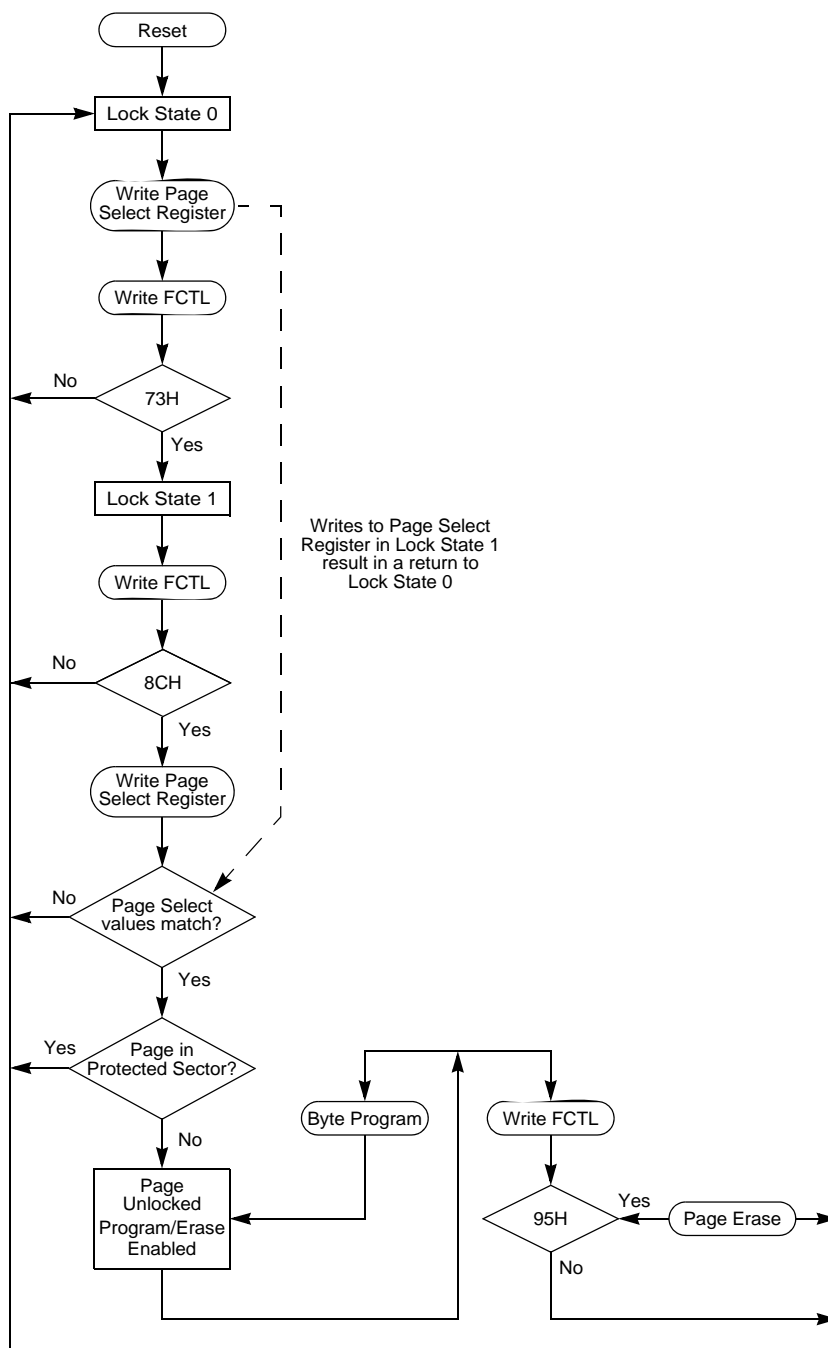 Reset
Lock State 0
Write Page
Select Register
Write FCTL
No
73H
Yes
Lock State 1
Writes to Page Select
Register in Lock State 1
result in a return to
Lock State 0
Write FCTL
No
8CH
Yes
Write Page
Select Register
No
Page Select
values match?
Yes
Yes
Page in
Protected Sector?
No
Byte Program
Write FCTL
Page
Unlocked
Program/Erase
Enabled
95H
Yes
Page Erase
No